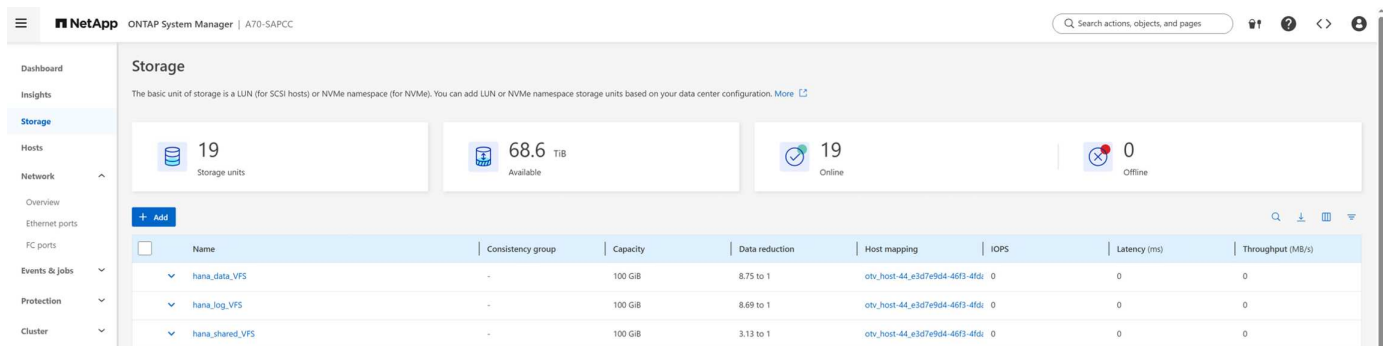 NetApp ONTAP System Manager | A70-SAPCC Search actions, objects, and pages
Dashboard
Insights
Storage
Hosts
Network
Overview
Ethernet ports
FC ports
Events & jobs
Protection
Cluster
Storage
The basic unit of storage is a LUN (for SCSI hosts) or NVMe namespace (for NVMe). You can add LUN or NVMe namespace storage units based on your data center configuration. More
19
Storage units
68.6 TiB
Available
19
Online
0
Offline
+ Add
Name Consistency group Capacity Data reduction Host mapping IOPS Latency (ms) Throughput (MB/s)
hana_data_VFS - 100 GiB 8.75 to 1 otv_host-44_e3d7e9d4-46f3-4fda 0 0 0
hana_log_VFS - 100 GiB 8.69 to 1 otv_host-44_e3d7e9d4-46f3-4fda 0 0 0
hana_shared_VFS - 100 GiB 3.13 to 1 otv_host-44_e3d7e9d4-46f3-4fda 0 0 0